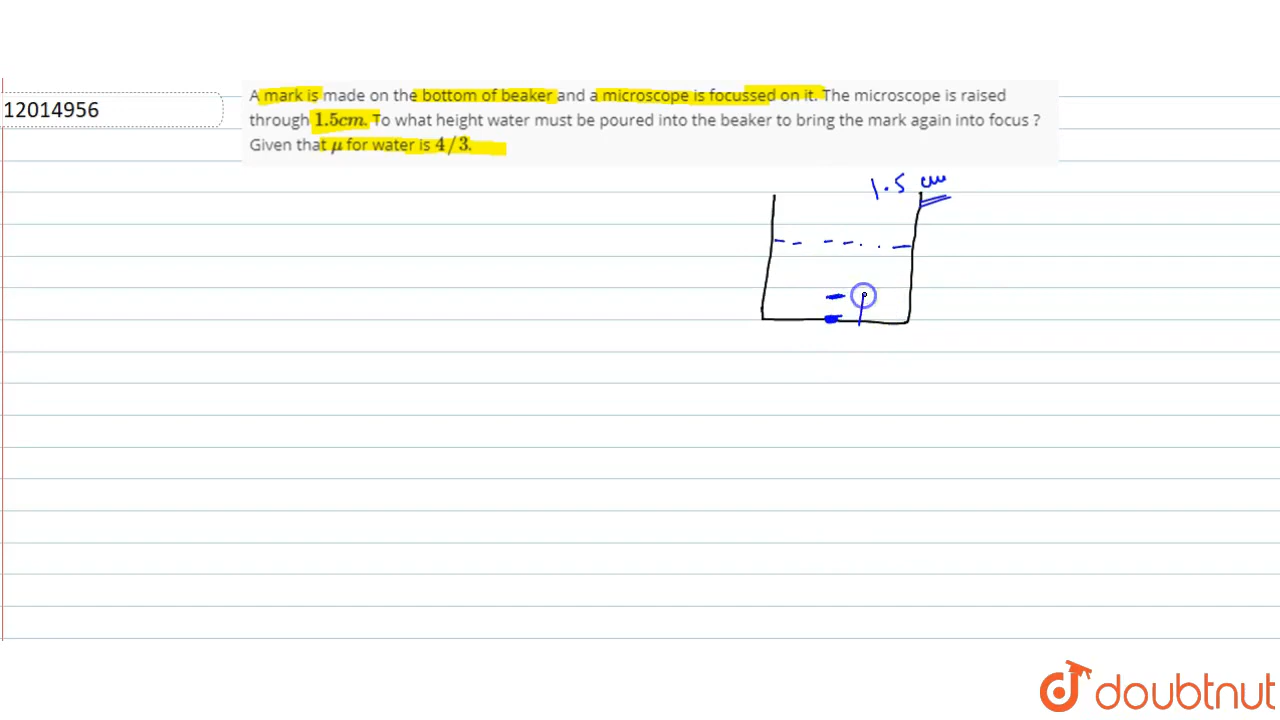 12014956
A mark is made on the bottom of beaker and a microscope is focussed on it. The microscope is raised
through 1.5cm. To what height water must be poured into the beaker to bring the mark again into focus ?
Given that μ for water is 4/3.
1.5 cm
doubtnut